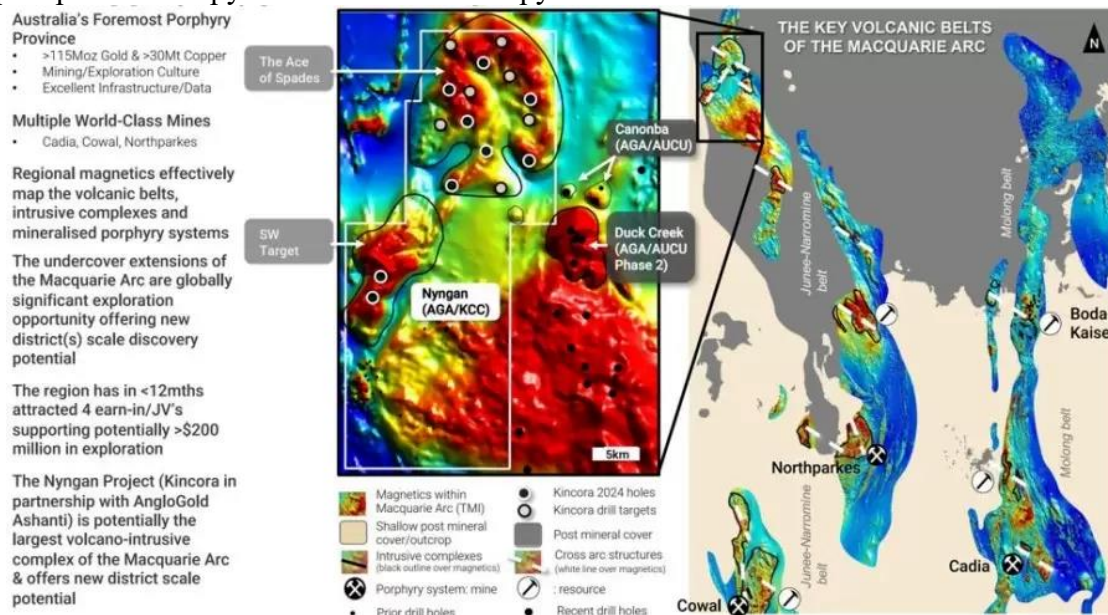 Australia's Foremost Porphyry
Province
• >115Moz Gold & >30Mt Copper
• Mining/Exploration Culture
• Excellent Infrastructure/Data
Multiple World-Class Mines
• Cadia, Cowal, Northparkes
Regional magnetics effectively
map the volcanic belts,
intrusive complexes and
mineralised porphyry systems
The undercover extensions of
the Macquarie Arc are globally
significant exploration
opportunity offering new
district(s) scale discovery
potential
The region has in <12mths
attracted 4 earn-in/JV's
supporting potentially >$200
million in exploration
The Nyngan Project (Kincora in
partnership with AngloGold
Ashanti) is potentially the
largest volcano-intrusive
complex of the Macquarie Arc
& offers new district scale
potential
The Ace
of Spades
SW
Target
Canonba
(AGA/AUCU)
Duck Creek
(AGA/AUCU
Phase 2)
Nyngan
(AGA/KCC)
5km
Magnetics within
Macquarie Arc (TMI)
Shallow post mineral
cover/outcrop
Intrusive complexes
(black outline over magnetics)
Porphyry system: mine
Prior drill holes
Kincora 2024 holes
Kincora drill targets
Post mineral cover
Cross arc structures
(white line over magnetics)
: resource
Recent drill holes
THE KEY VOLCANIC BELTS
OF THE MACQUARIE ARC
N
Junee-Narromine
belt
Molong belt
Boda
Kaise
Northparkes
Molong belt
Junee-Narromine
belt
Cadia
Cowal